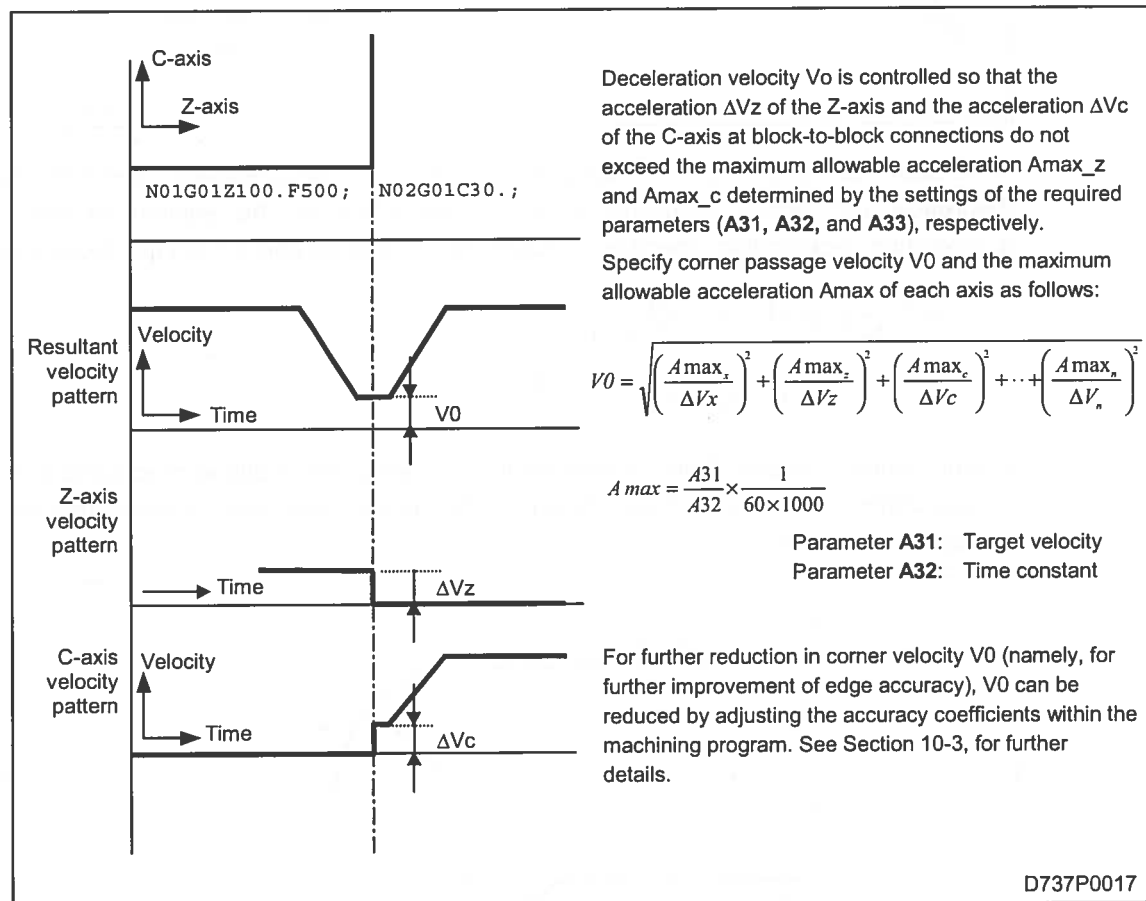 C-axis
Z-axis
N01G01Z100.F500; N02G01C30.;
Resultant
velocity
pattern
Velocity
Time
V0
Z-axis
velocity
pattern
Time
ΔVz
C-axis
velocity
pattern
Velocity
Time
ΔVc
Deceleration velocity Vo is controlled so that the
acceleration ΔVz of the Z-axis and the acceleration ΔVc
of the C-axis at block-to-block connections do not
exceed the maximum allowable acceleration Amax_z
and Amax_c determined by the settings of the required
parameters (A31, A32, and A33), respectively.
Specify corner passage velocity V0 and the maximum
allowable acceleration Amax of each axis as follows:
V0 = √((A max_x / ΔVx)² + (A max_z / ΔVz)² + (A max_c / ΔVc)² + ··+ (A max_n / ΔV_n)²)
A max = A31/A32 × 1/(60×1000)
Parameter A31: Target velocity
Parameter A32: Time constant
For further reduction in corner velocity V0 (namely, for
further improvement of edge accuracy), V0 can be
reduced by adjusting the accuracy coefficients within the
machining program. See Section 10-3, for further
details.
D737P0017